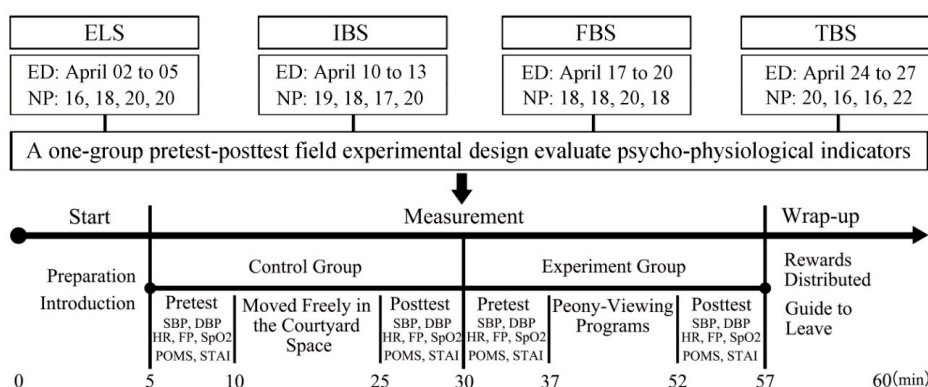 ELS
IBS
FBS
TBS
ED: April 02 to 05
NP: 16, 18, 20, 20
ED: April 10 to 13
NP: 19, 18, 17, 20
ED: April 17 to 20
NP: 18, 18, 20, 18
ED: April 24 to 27
NP: 20, 16, 16, 22
A one-group pretest-posttest field experimental design evaluate psycho-physiological indicators
Start
Measurement
Wrap-up
Preparation
Introduction
Control Group
Experiment Group
Rewards
Distributed
Guide to
Leave
Pretest
SBP, DBP
HR, FP, SpO2
POMS, STAI
Moved Freely in
the Courtyard
Space
Posttest
SBP, DBP
HR, FP, SpO2
POMS, STAI
Pretest
SBP, DBP
HR, FP, SpO2
POMS, STAI
Peony-Viewing
Programs
Posttest
SBP, DBP
HR, FP, SpO2
POMS, STAI
0 5 10 25 30 37 52 57 60(min)